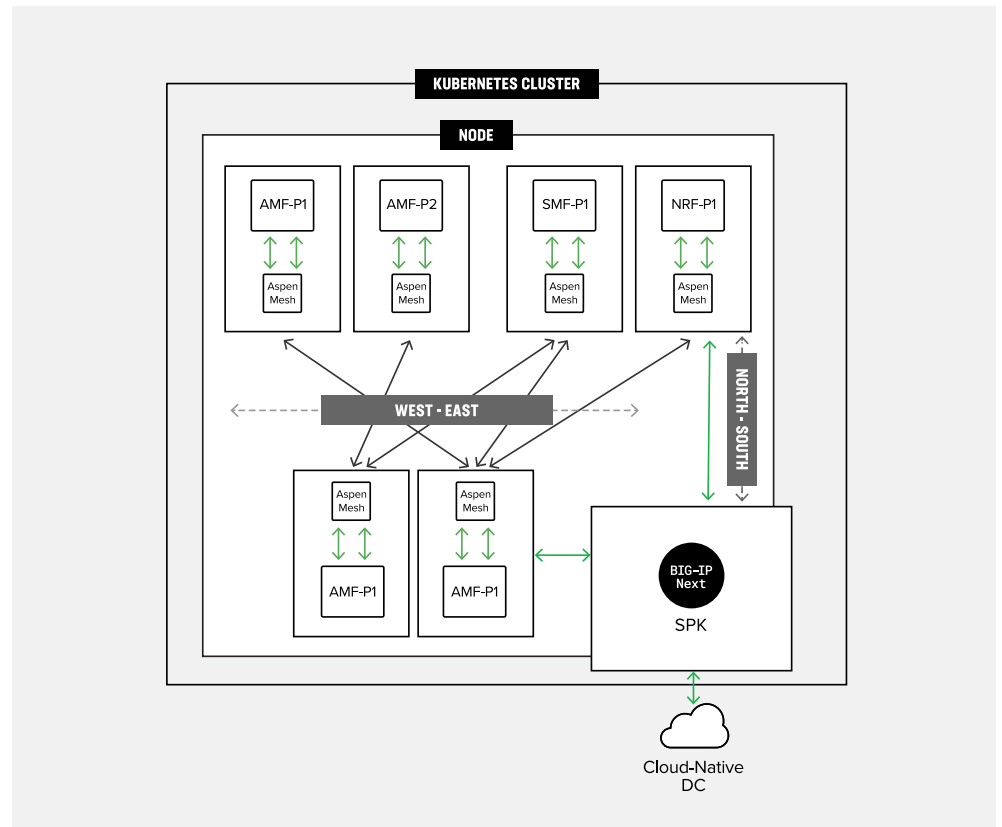 KUBERNETES CLUSTER
NODE
AMF-P1
Aspen
Mesh
AMF-P2
Aspen
Mesh
SMF-P1
Aspen
Mesh
NRF-P1
Aspen
Mesh
WEST - EAST
NORTH - SOUTH
Aspen
Mesh
AMF-P1
Aspen
Mesh
AMF-P1
BIG-IP
Next
SPK
Cloud-Native
DC